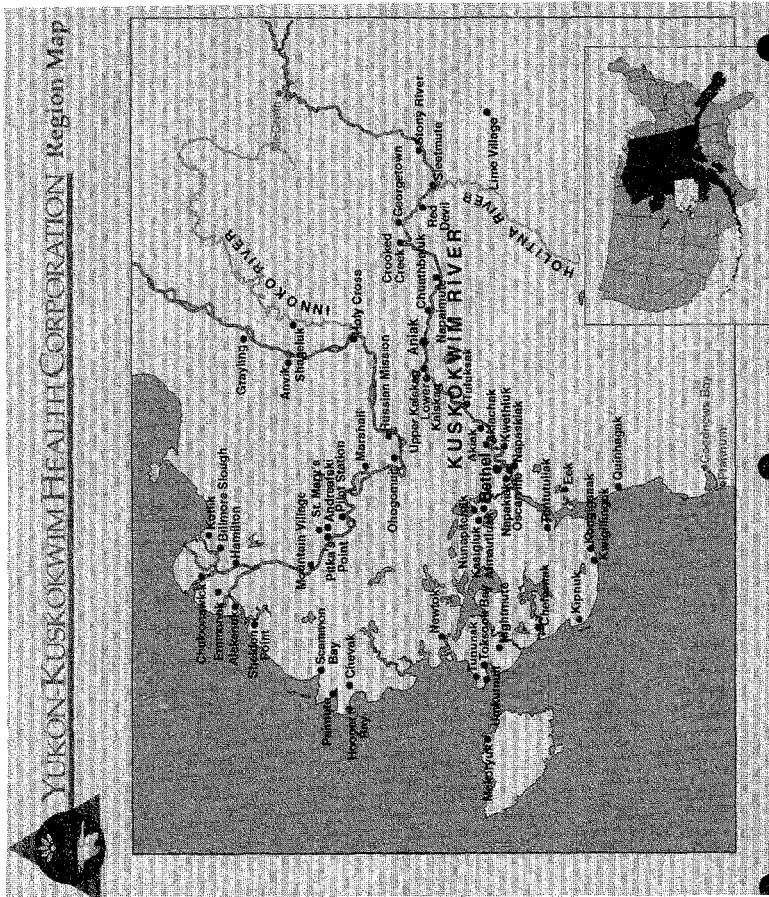 YUKON-KUSKOKWIM HEALTH CORPORATION Region Map
Kotlik
Bill Moore Slough
Hamilton
Emmonak
Alakanuk
Sheldon
Point
Mountain Village
St. Mary's
Andreafski
Pitka's
Point
Pilot Station
Marshall
Russian Mission
Ohogomiut
Scammon
Bay
Hooper
Bay
Chevak
Newtok
Grayling
Anvik
Shageluk
Holy Cross
INNOKO RIVER
Upper Kalskag
Lower
Kalskag
Aniak
Chuathbaluk
Napaimute
Crooked
Creek
Georgetown
Red
Devil
Sleetmute
Stony River
Lime Village
HOLITNA RIVER
KUSKOKWIM RIVER
Tuluksak
Akiak
Akiachak
Kwethluk
Bethel
Napaskiak
Napakiak
Oscarville
Nunapitchuk
Kasigluk
Atmautluak
Tuntutuliak
Eek
Kongiganak
Kwigillingok
Quinhagak
Kipnuk
Chefornak
Nightmute
Toksook Bay
Tununak
Umkumiut
Mekoryuk
Goodnews Bay
Platinum